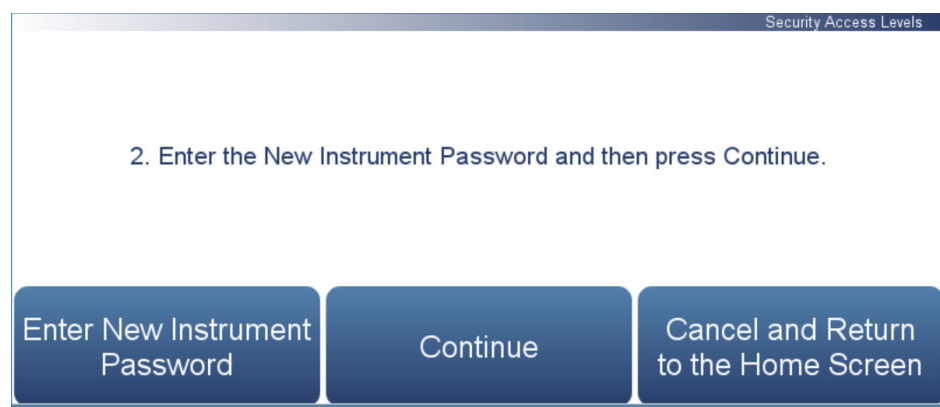 Security Access Levels
2. Enter the New Instrument Password and then press Continue.
Enter New Instrument
Password
Continue
Cancel and Return
to the Home Screen